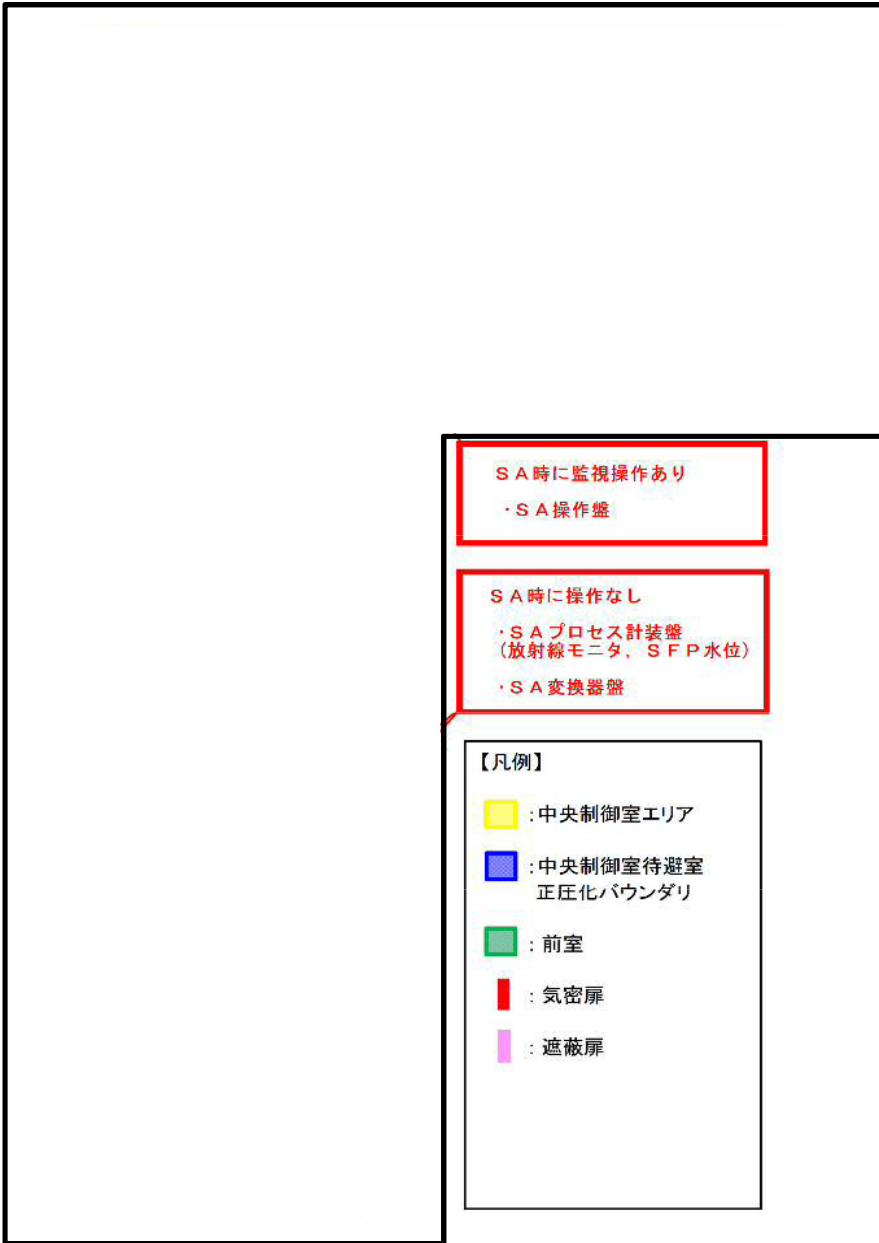 SA時に監視操作あり
・SA操作盤
SA時に操作なし
・SAプロセス計装盤
(放射線モニタ，SFP水位)
・SA変換器盤
【凡例】
：中央制御室エリア
：中央制御室待避室
正圧化バウンダリ
：前室
：気密扉
：遮蔽扉